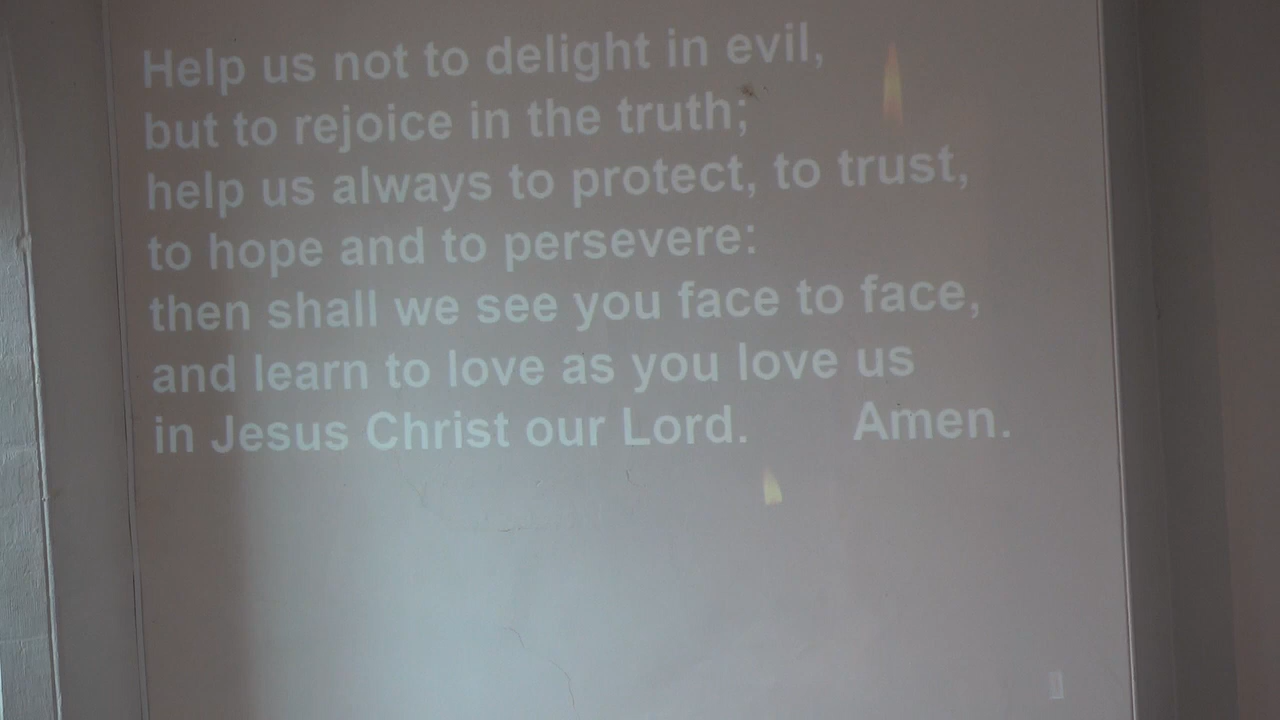 Help us not to delight in evil,
but to rejoice in the truth;
help us always to protect, to trust,
to hope and to persevere:
then shall we see you face to face,
and learn to love as you love us
in Jesus Christ our Lord. Amen.